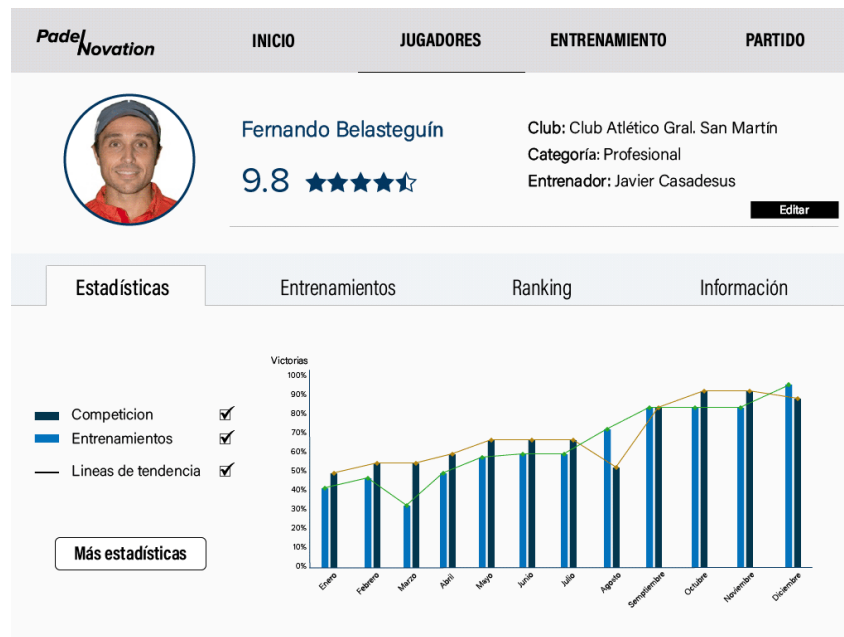 Padel
Novation
INICIO
JUGADORES
ENTRENAMIENTO
PARTIDO
Fernando Belasteguín
9.8
Club: Club Atlético Gral. San Martín
Categoría: Profesional
Entrenador: Javier Casadesus
Editar
Estadísticas
Entrenamientos
Ranking
Información
Competicion
Entrenamientos
Lineas de tendencia
Más estadísticas
Victorias
100%
90%
80%
70%
60%
50%
40%
30%
20%
10%
0%
Enero
Febrero
Marzo
Abril
Mayo
Junio
Julio
Agosto
Semptiembre
Octubre
Noviembre
Diciembre